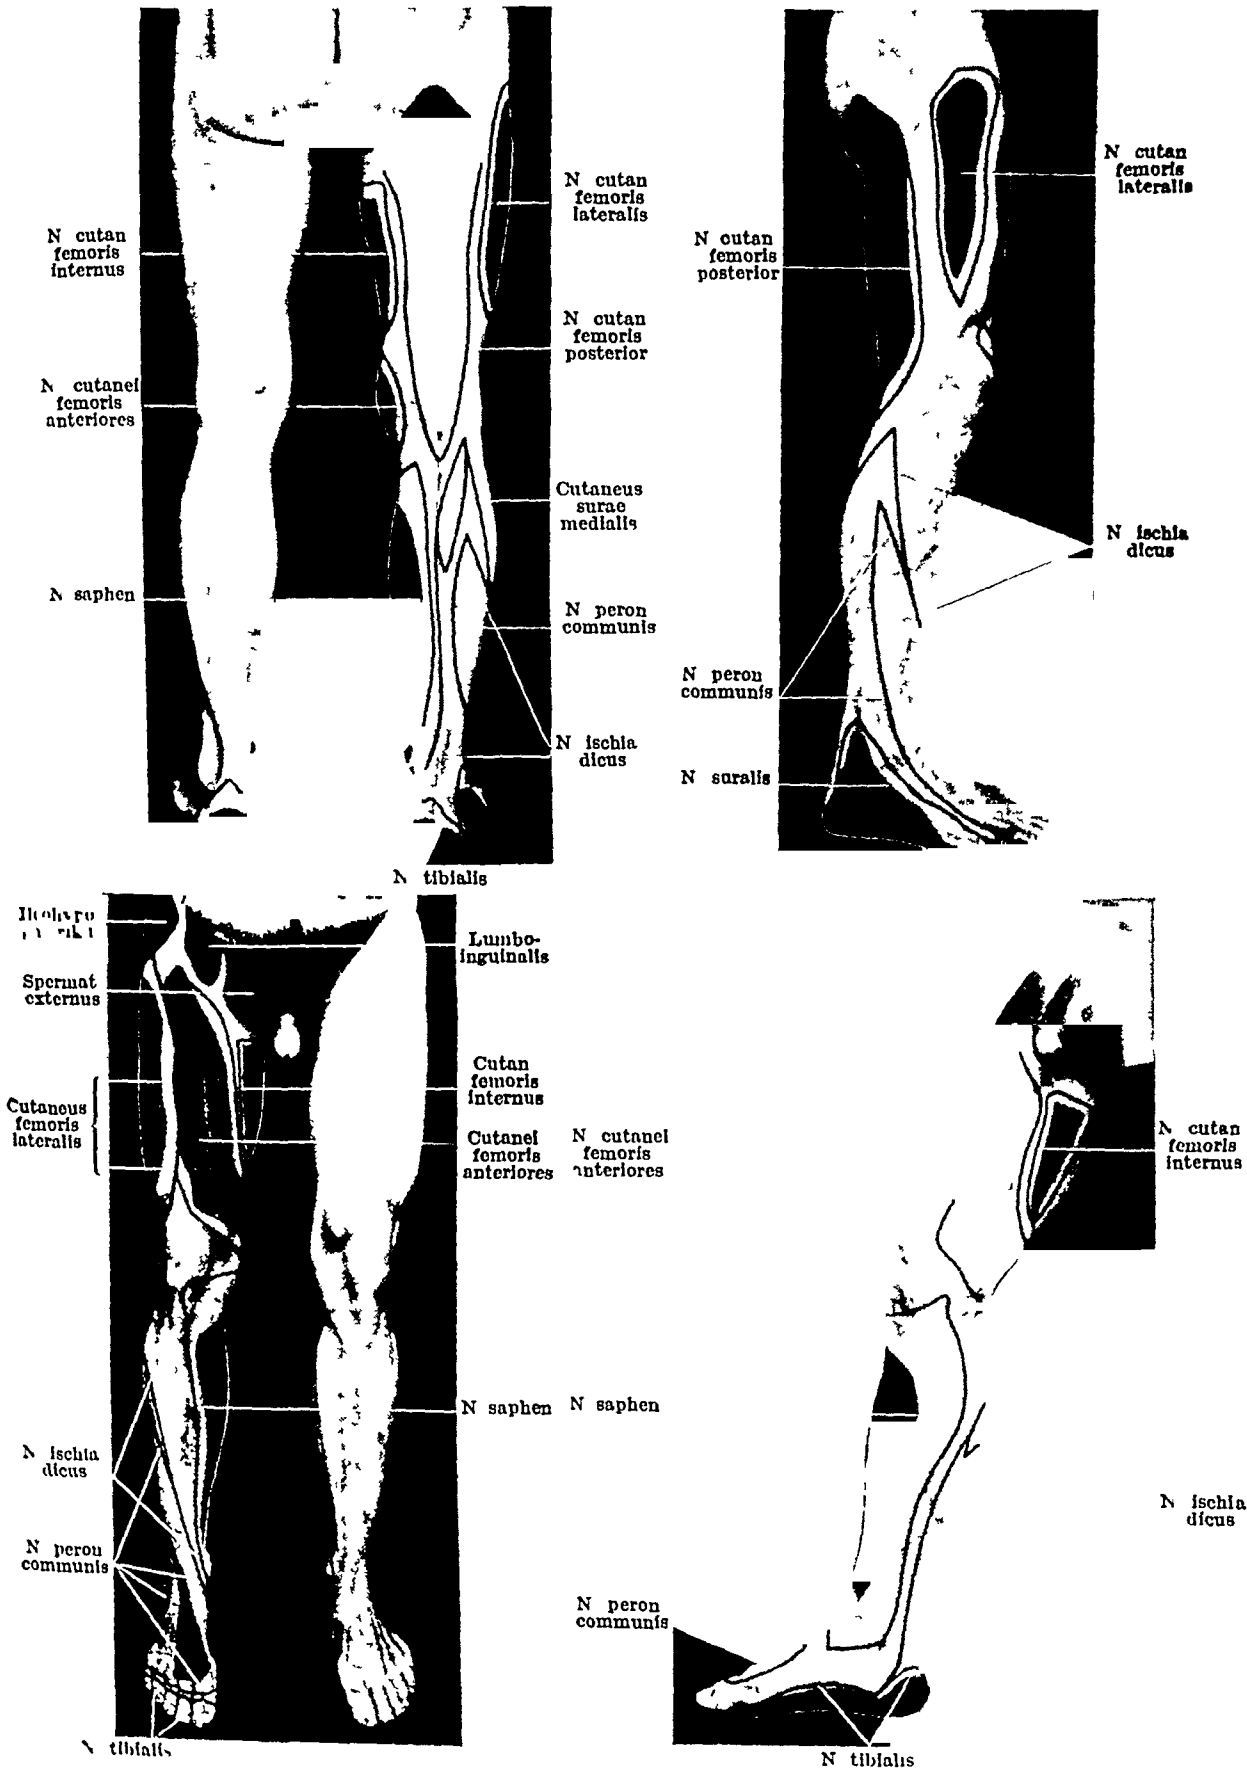 N cutan
femoris
internus
N cutanei
femoris
anteriores
N saphen
N cutan
femoris
lateralis
N cutan
femoris
posterior
Cutaneus
surae
medialis
N peron
communis
N ischia
dicus
N tibialis
N cutan
femoris
posterior
N peron
communis
N suralis
N cutan
femoris
lateralis
N ischia
dicus
Spermat
externus
Cutaneus
femoris
lateralis
N ischia
dicus
N peron
communis
N tibialis
Lumbo-
inguinalis
Cutan
femoris
internus
Cutanei
femoris
anteriores
N saphen
N cutanei
femoris
anteriores
N saphen
N peron
communis
N cutan
femoris
internus
N ischia
dicus
N tibialis